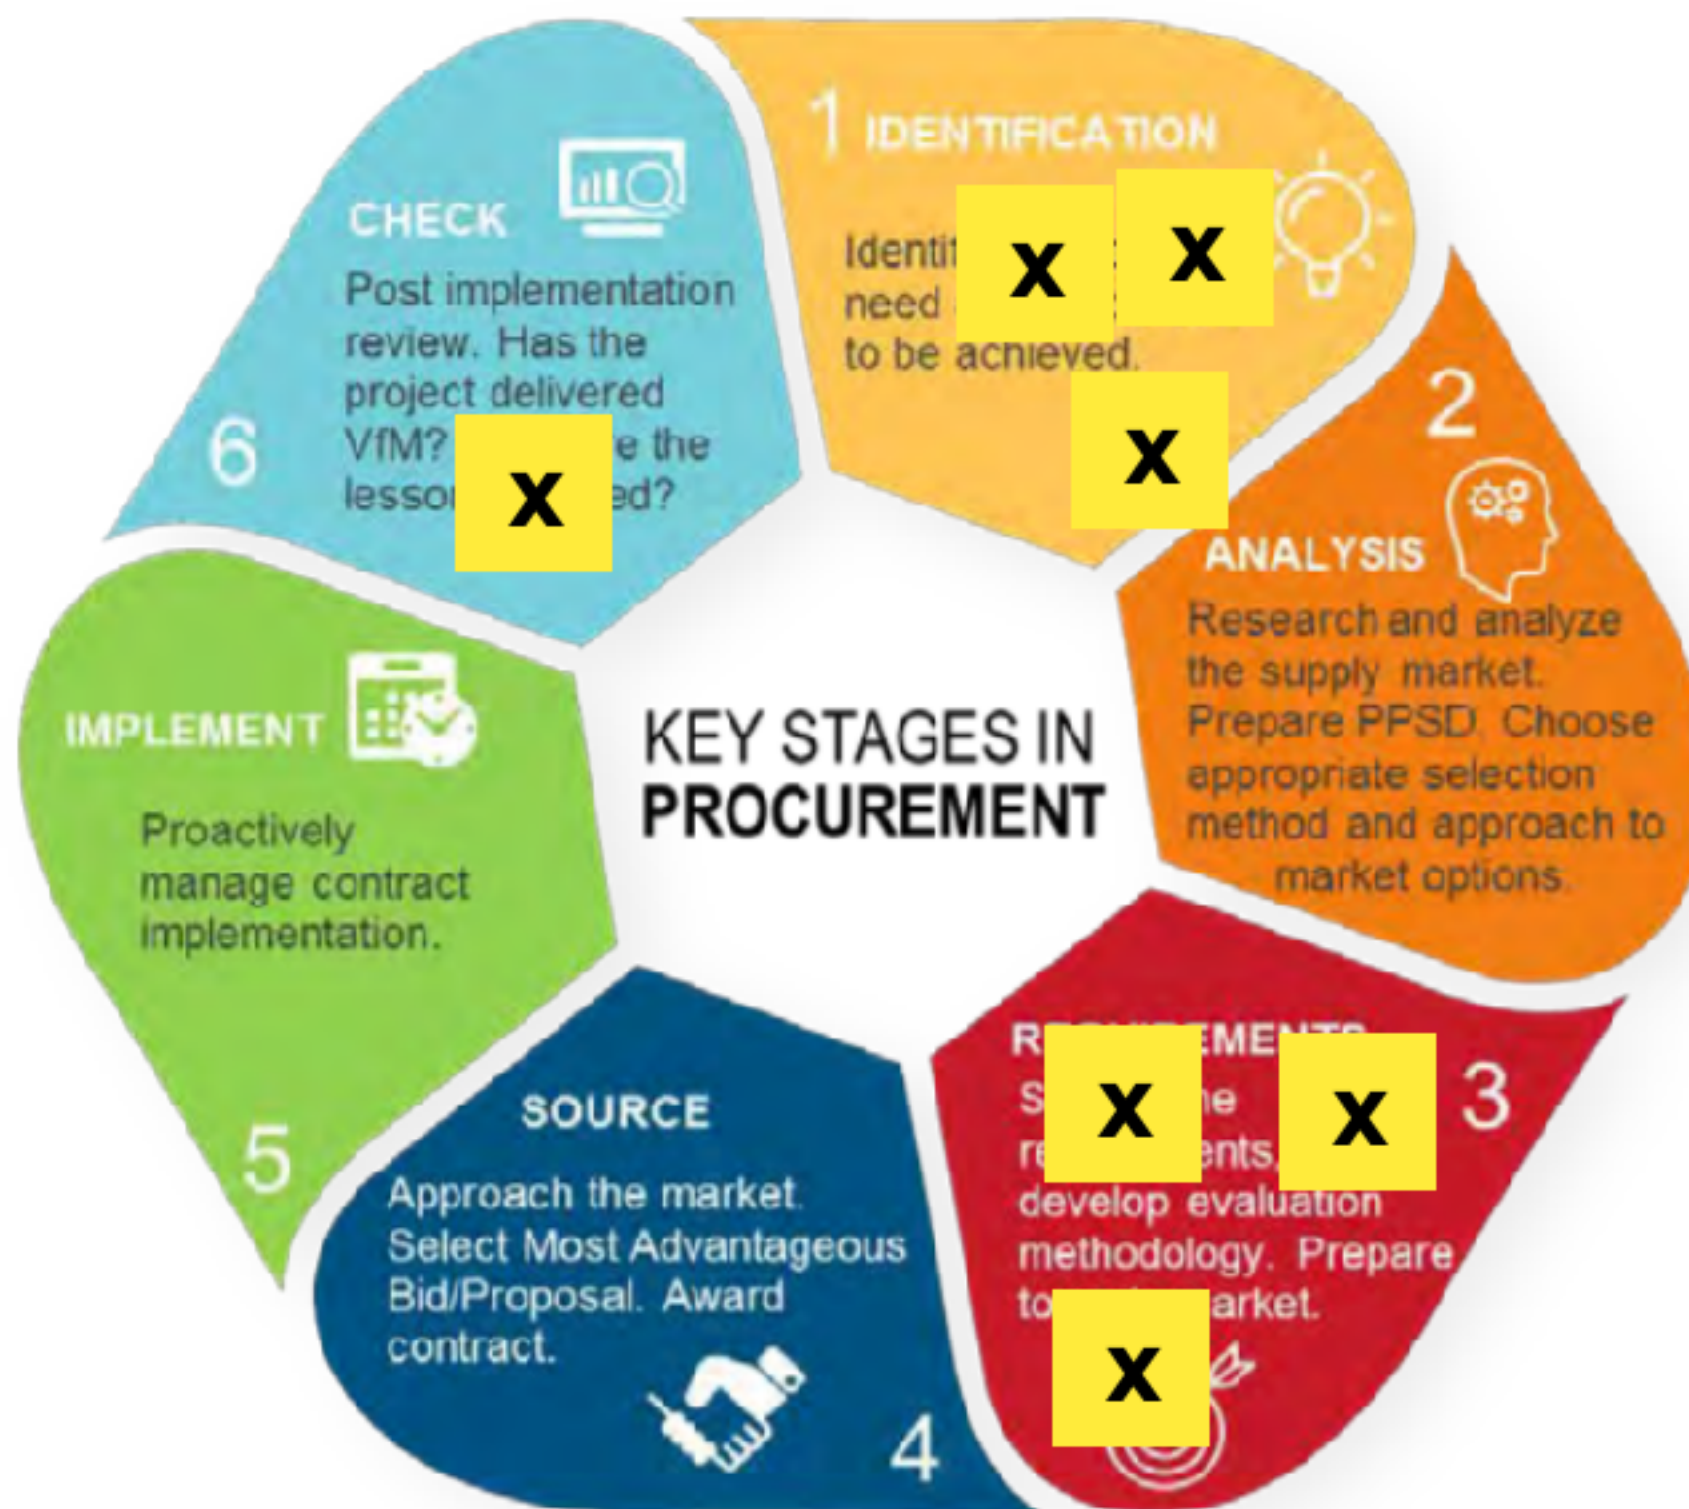 1 IDENTIFICATION
need
to be achieved.
X
X
X
2
ANALYSIS
Research and analyze
the supply market.
Prepare PPSD. Choose
appropriate selection
method and approach to
market options.
3
develop evaluation
methodology. Prepare
to
X
X
X
SOURCE
Approach the market.
Select Most Advantageous
Bid/Proposal. Award
contract.
4
IMPLEMENT
Proactively
manage contract
implementation.
5
CHECK
Post implementation
review. Has the
project delivered
VfM? the
X
6
KEY STAGES IN
PROCUREMENT